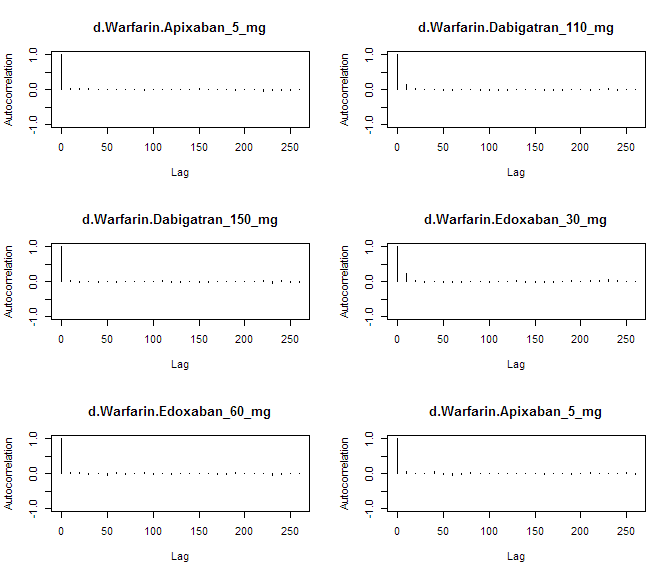 d.Warfarin.Apixaban_5_mg
Autocorrelation
1.0
0.0
-1.0
0 50 100 150 200 250
Lag
d.Warfarin.Dabigatran_110_mg
Autocorrelation
1.0
0.0
-1.0
0 50 100 150 200 250
Lag
d.Warfarin.Dabigatran_150_mg
Autocorrelation
1.0
0.0
-1.0
0 50 100 150 200 250
Lag
d.Warfarin.Edoxaban_30_mg
Autocorrelation
1.0
0.0
-1.0
0 50 100 150 200 250
Lag
d.Warfarin.Edoxaban_60_mg
Autocorrelation
1.0
0.0
-1.0
0 50 100 150 200 250
Lag
d.Warfarin.Apixaban_5_mg
Autocorrelation
1.0
0.0
-1.0
0 50 100 150 200 250
Lag